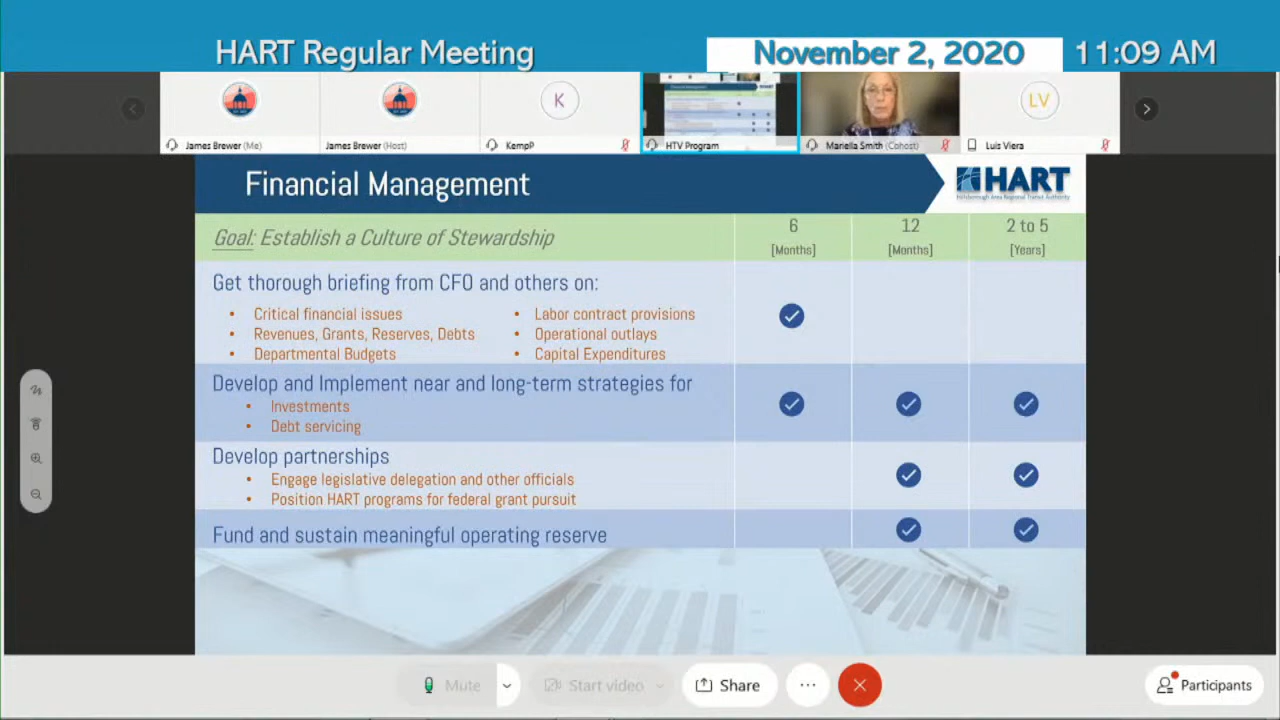 HART Regular Meeting
November 2, 2020
11:09 AM
James Brewer (Me)
James Brewer (Host)
K
KempP
HTV Program
Mariella Smith (Cohost)
LV
Luis Viera
Financial Management
HART
Hillsborough Area Regional Transit Authority
Goal: Establish a Culture of Stewardship
6
[Months]
12
[Months]
2 to 5
[Years]
Get thorough briefing from CFO and others on:
• Critical financial issues
• Revenues, Grants, Reserves, Debts
• Departmental Budgets
• Labor contract provisions
• Operational outlays
• Capital Expenditures
Develop and Implement near and long-term strategies for
• Investments
• Debt servicing
Develop partnerships
• Engage legislative delegation and other officials
• Position HART programs for federal grant pursuit
Fund and sustain meaningful operating reserve
Mute
Start video
Share
Participants